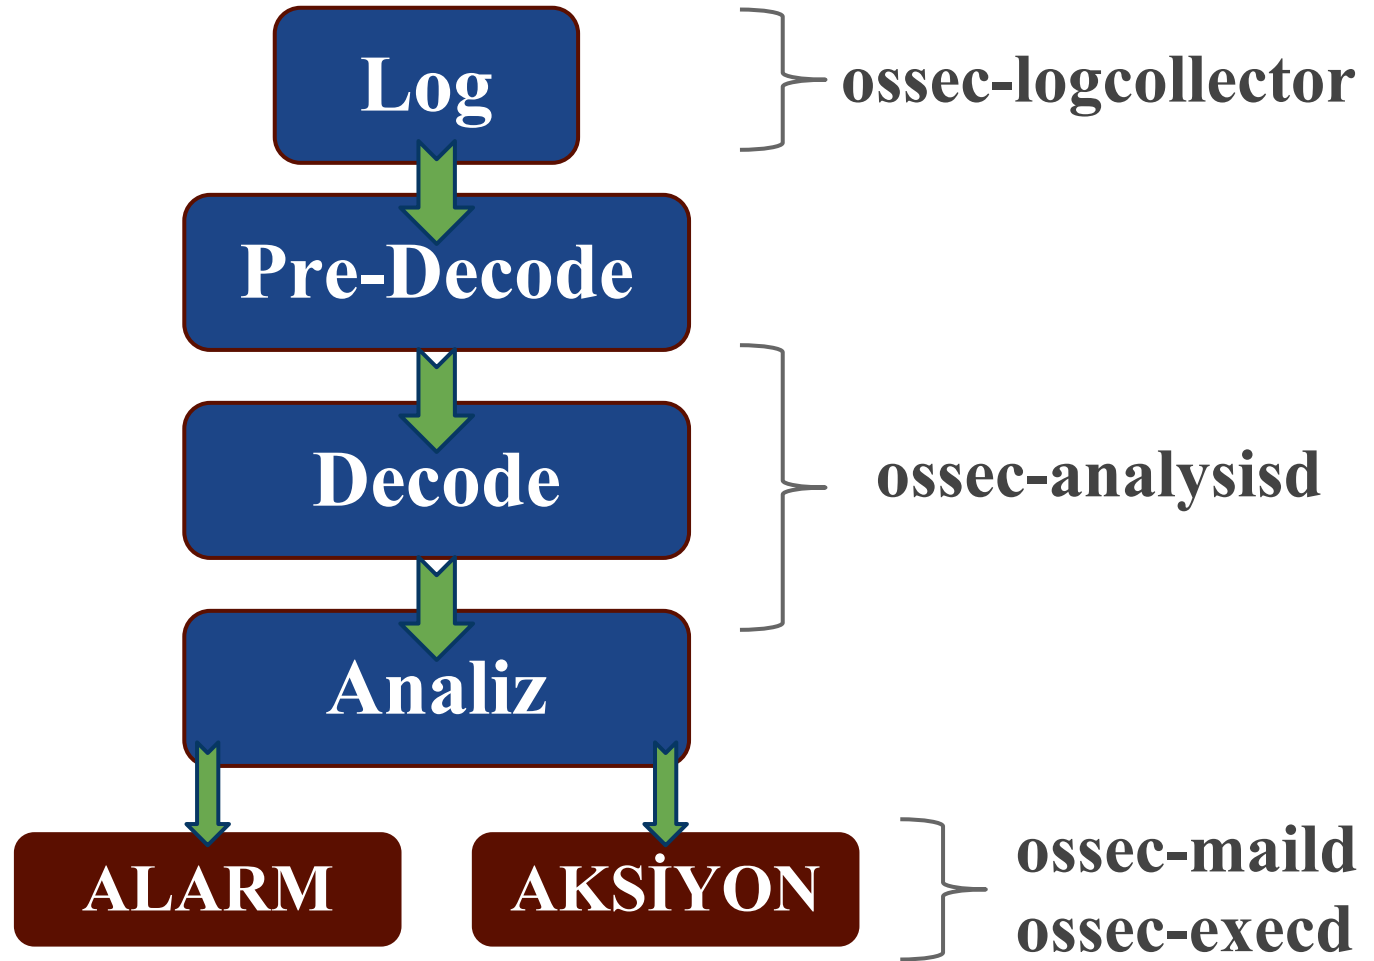 Log
ossec-logcollector
Pre-Decode
Decode
ossec-analysisd
Analiz
ALARM
AKSİYON
ossec-maild
ossec-execd